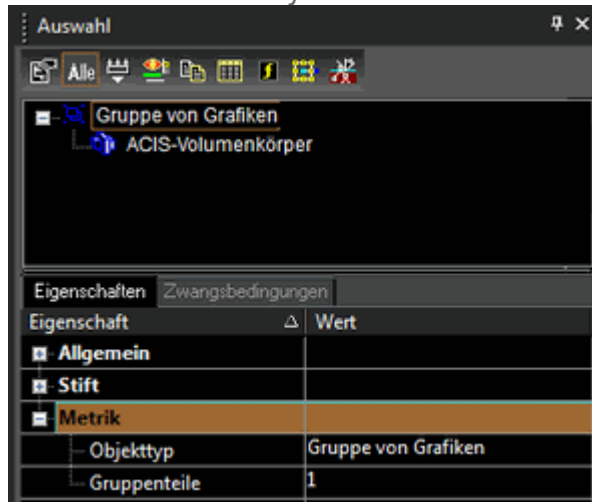 Auswahl
Alle
Gruppe von Grafiken
ACIS-Volumenkörper
Eigenschaften Zwangsbedingungen
Eigenschaft Wert
Allgemein
Stift
Metrik
Objekttyp Gruppe von Grafiken
Gruppenteile 1